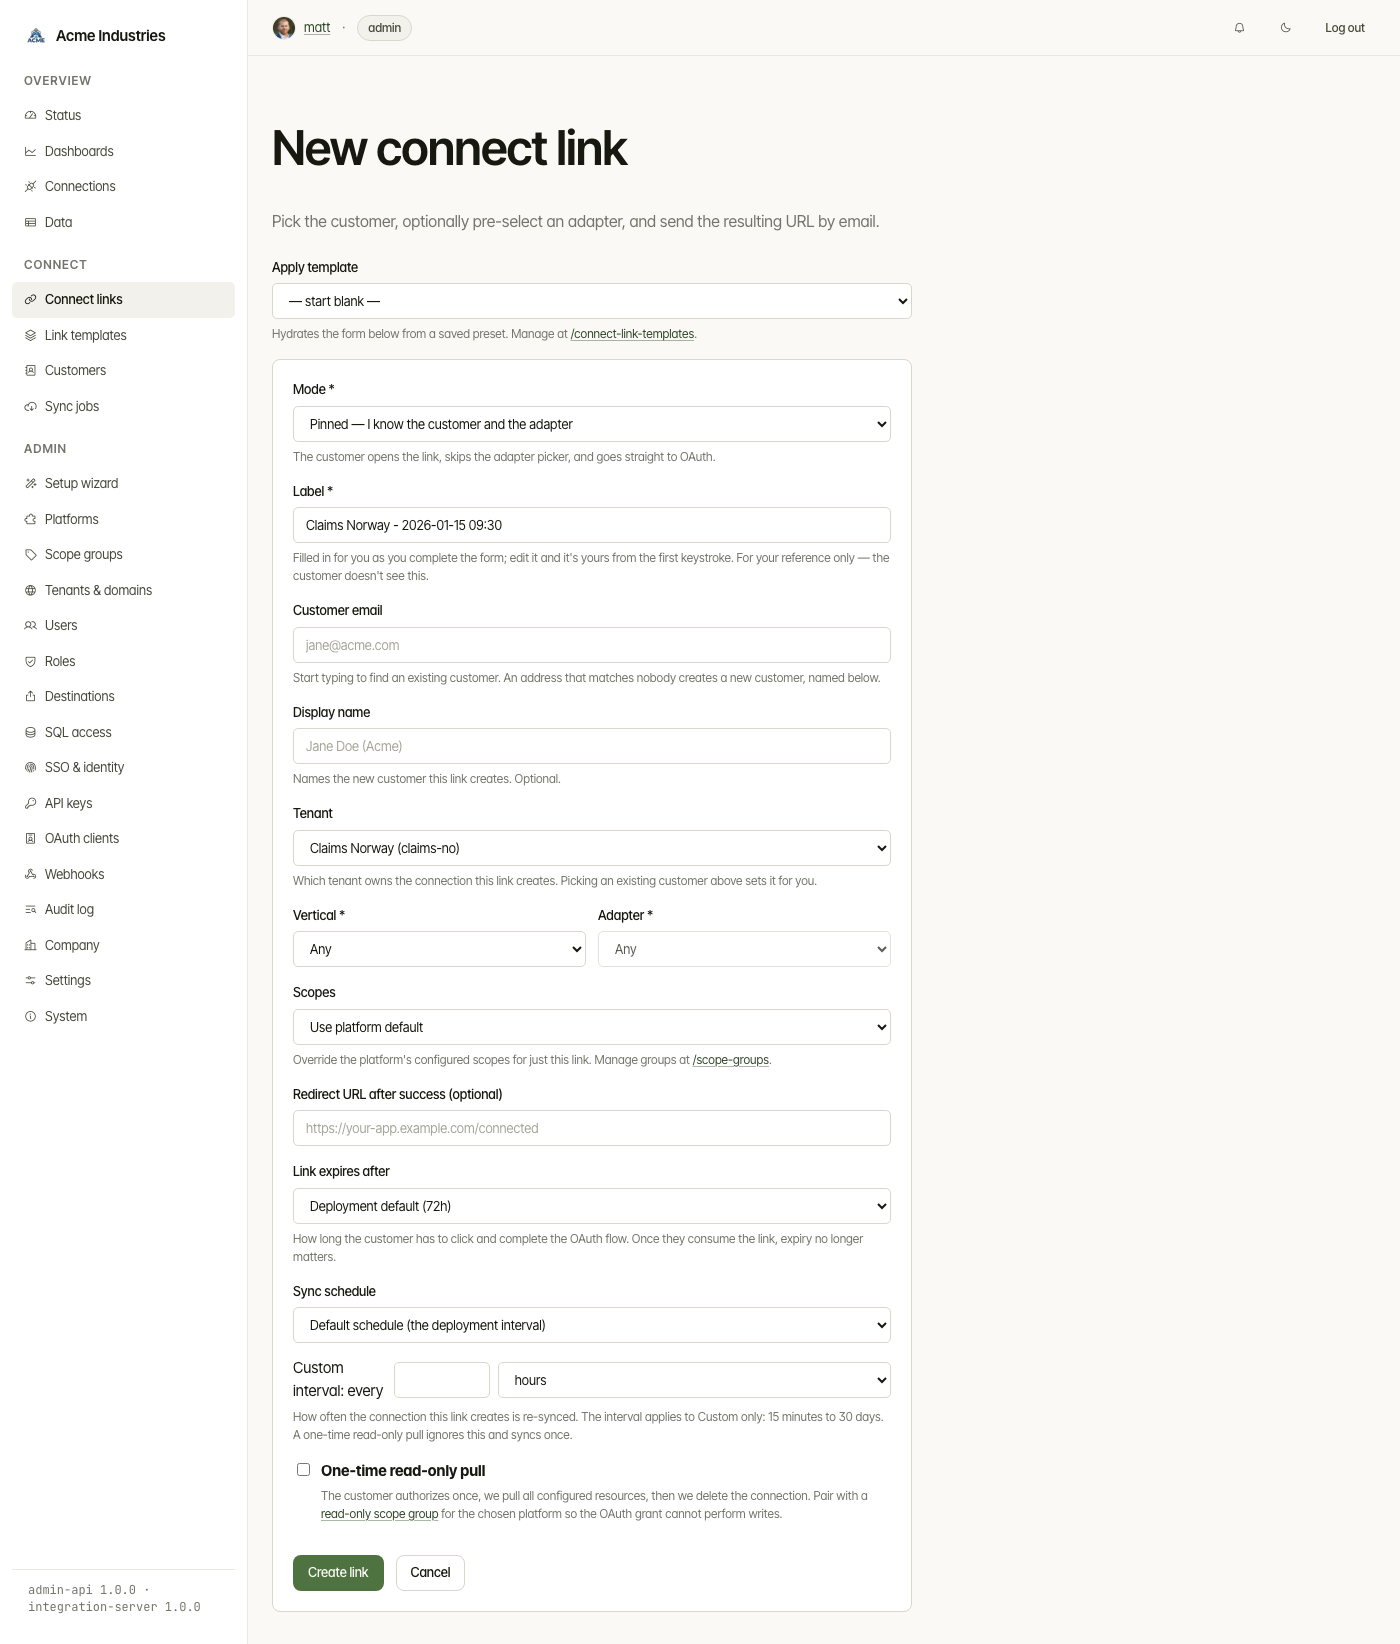 ACME
Acme Industries
OVERVIEW
Status
Dashboards
Connections
Data
CONNECT
Connect links
Link templates
Customers
Sync jobs
ADMIN
Setup wizard
Platforms
Scope groups
Tenants & domains
Users
Roles
Destinations
SQL access
SSO & identity
API keys
OAuth clients
Webhooks
Audit log
Company
Settings
System
admin-api 1.0.0 ·
integration-server 1.0.0
matt · admin
Log out
New connect link
Pick the customer, optionally pre-select an adapter, and send the resulting URL by email.
Apply template
— start blank —
Hydrates the form below from a saved preset. Manage at /connect-link-templates.
Mode *
Pinned — I know the customer and the adapter
The customer opens the link, skips the adapter picker, and goes straight to OAuth.
Label *
Claims Norway - 2026-01-15 09:30
Filled in for you as you complete the form; edit it and it's yours from the first keystroke. For your reference only — the
customer doesn't see this.
Customer email
jane@acme.com
Start typing to find an existing customer. An address that matches nobody creates a new customer, named below.
Display name
Jane Doe (Acme)
Names the new customer this link creates. Optional.
Tenant
Claims Norway (claims-no)
Which tenant owns the connection this link creates. Picking an existing customer above sets it for you.
Vertical * Adapter *
Any Any
Scopes
Use platform default
Override the platform's configured scopes for just this link. Manage groups at /scope-groups.
Redirect URL after success (optional)
https://your-app.example.com/connected
Link expires after
Deployment default (72h)
How long the customer has to click and complete the OAuth flow. Once they consume the link, expiry no longer
matters.
Sync schedule
Default schedule (the deployment interval)
Custom
interval: every
hours
How often the connection this link creates is re-synced. The interval applies to Custom only: 15 minutes to 30 days.
A one-time read-only pull ignores this and syncs once.
One-time read-only pull
The customer authorizes once, we pull all configured resources, then we delete the connection. Pair with a
read-only scope group for the chosen platform so the OAuth grant cannot perform writes.
Create link
Cancel